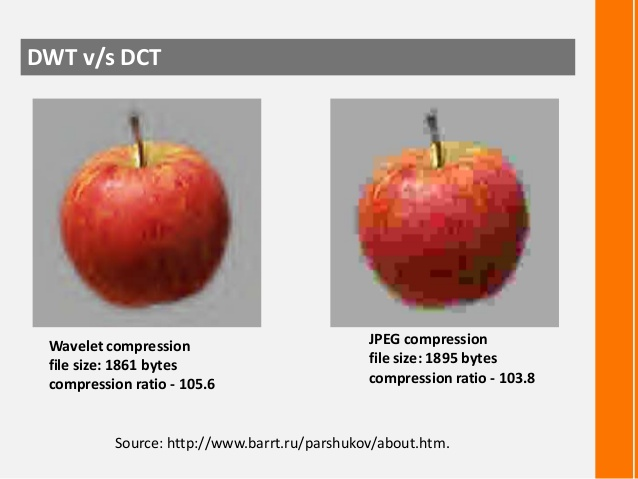 DWT v/s DCT
Wavelet compression
file size: 1861 bytes
compression ratio - 105.6
JPEG compression
file size: 1895 bytes
compression ratio - 103.8
Source: http://www.barrt.ru/parshukov/about.htm.